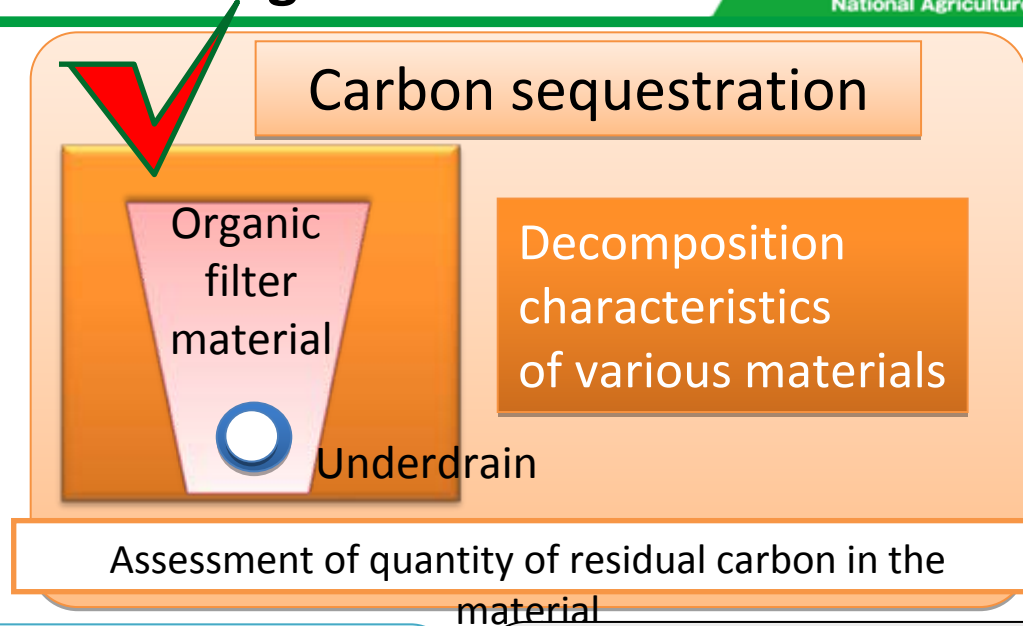 National Agriculture
Carbon sequestration
Organic
filter
material
Decomposition
characteristics
of various materials
Underdrain
Assessment of quantity of residual carbon in the
material